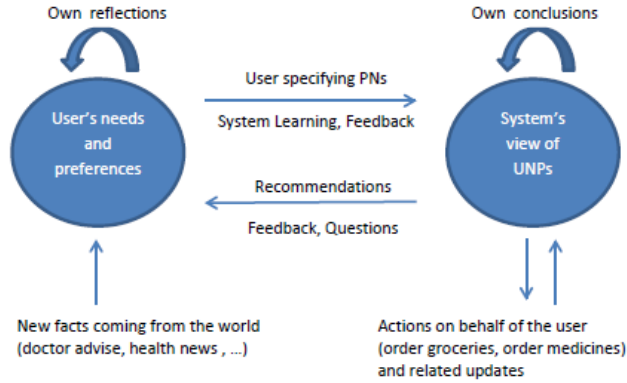 Own reflections
Own conclusions
User's needs
and
preferences
User specifying PNs
System Learning, Feedback
System's
view of
UNPs
Recommendations
Feedback, Questions
New facts coming from the world
(doctor advise, health news , ...)
Actions on behalf of the user
(order groceries, order medicines)
and related updates